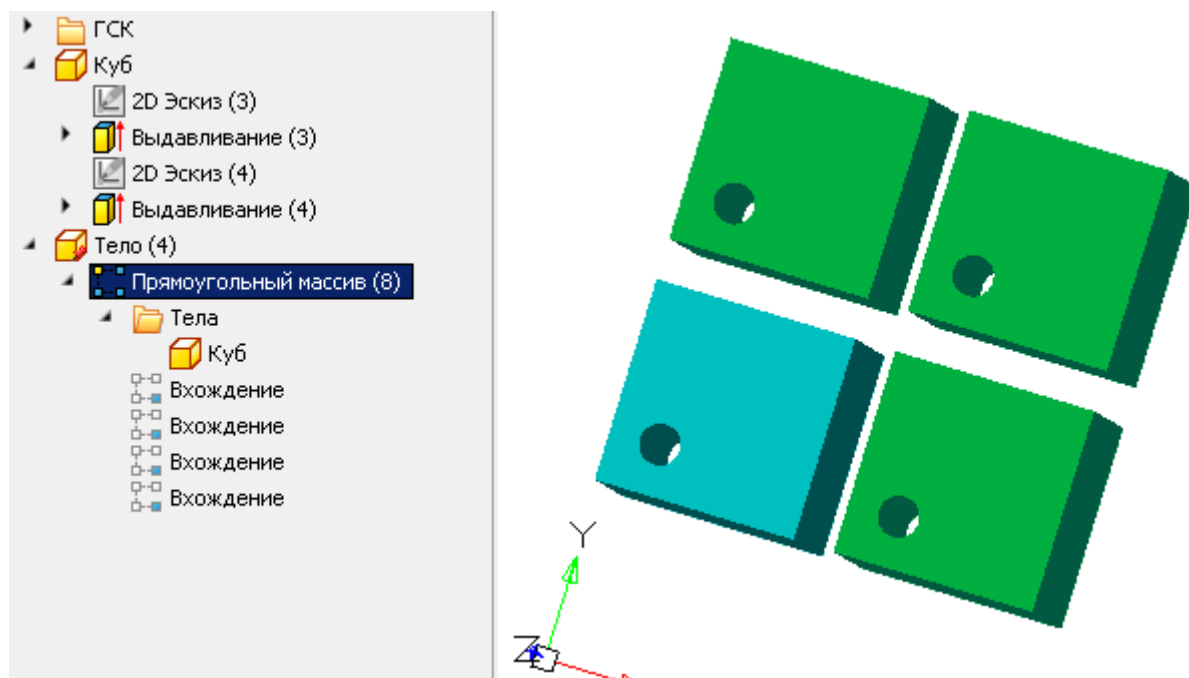 ГСК
Куб
2D Эскиз (3)
Выдавливание (3)
2D Эскиз (4)
Выдавливание (4)
Тело (4)
Прямоугольный массив (8)
Тела
Куб
Вхождение
Вхождение
Вхождение
Вхождение
Y
Z